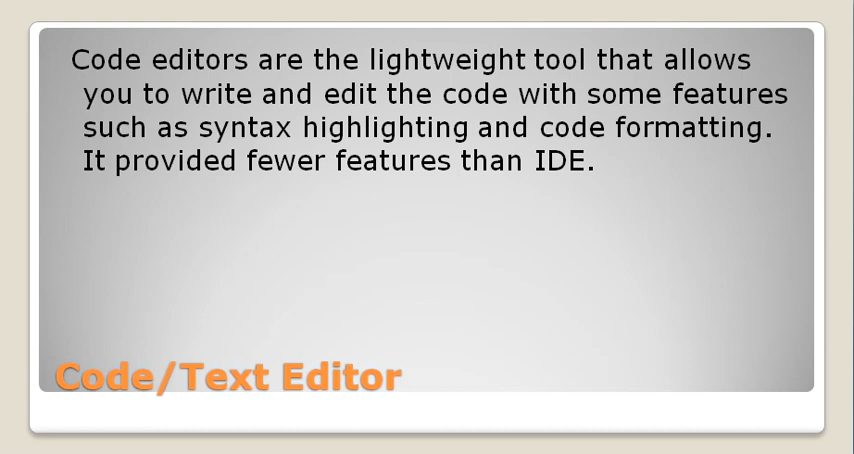 Code editors are the lightweight tool that allows
you to write and edit the code with some features
such as syntax highlighting and code formatting.
It provided fewer features than IDE.
Code/Text Editor